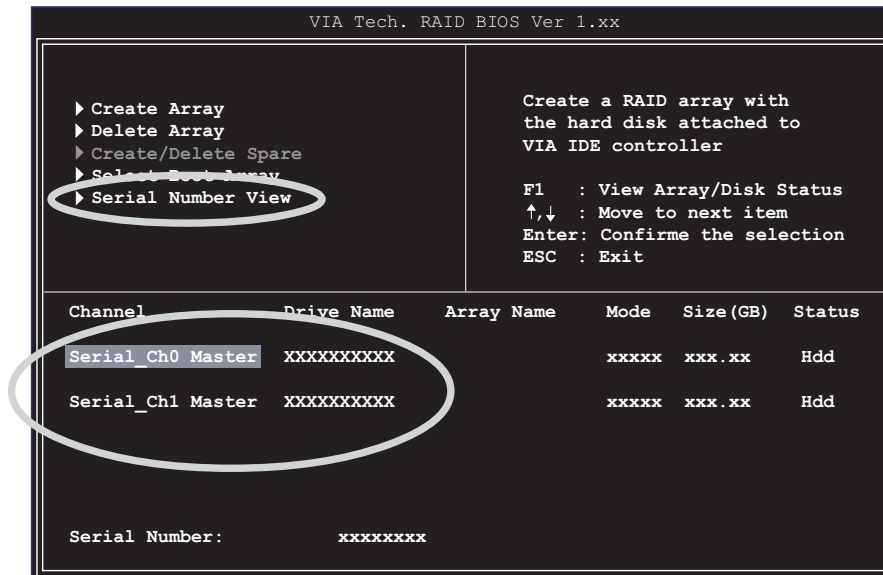 VIA Tech. RAID BIOS Ver 1.xx
Create Array
Delete Array
Create/Delete Spare
Select Boot Array
Serial Number View
Create a RAID array with
the hard disk attached to
VIA IDE controller
F1 : View Array/Disk Status
↑,↓ : Move to next item
Enter: Confirme the selection
ESC : Exit
Channel Drive Name Array Name Mode Size(GB) Status
Serial_Ch0 Master XXXXXXXXXX xxxxx xxx.xx Hdd
Serial_Ch1 Master XXXXXXXXXX xxxxx xxx.xx Hdd
Serial Number: xxxxxxxx